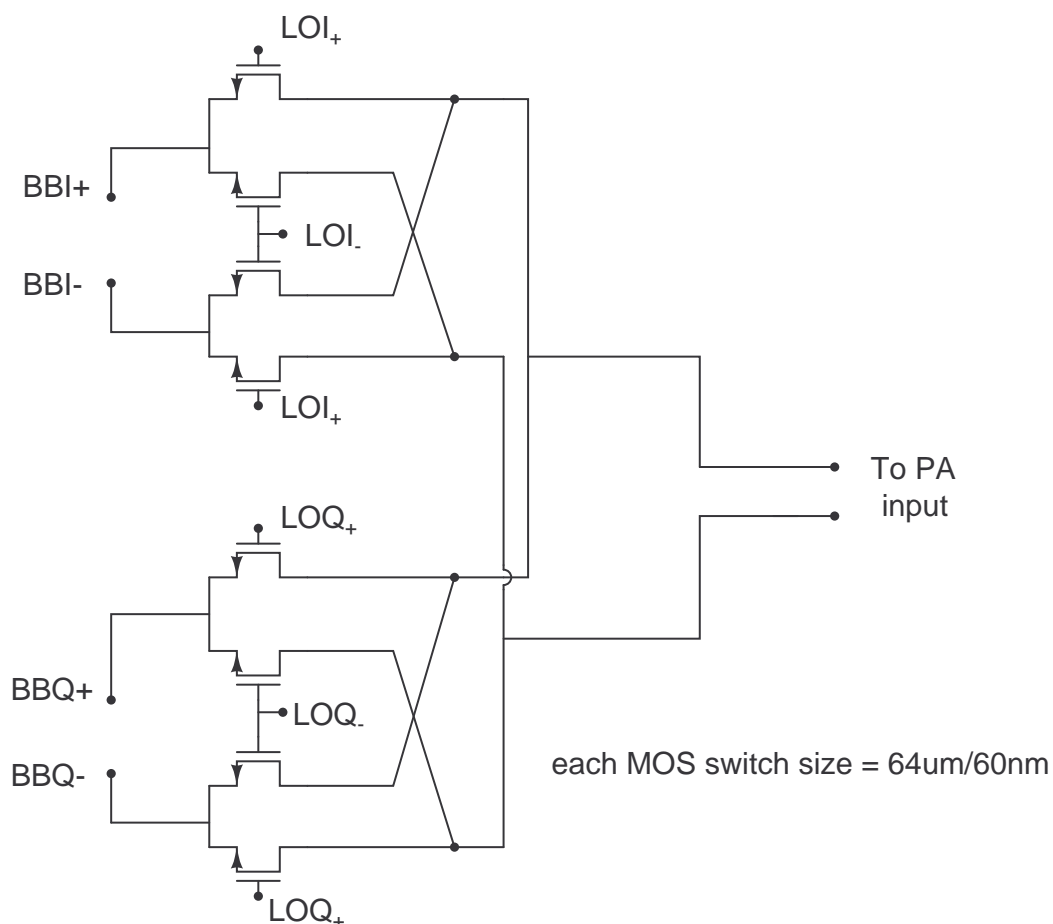 LOI+
BBI+
LOI-
BBI-
LOI+
To PA
input
LOQ+
BBQ+
LOQ-
BBQ-
each MOS switch size = 64um/60nm
LOQ+